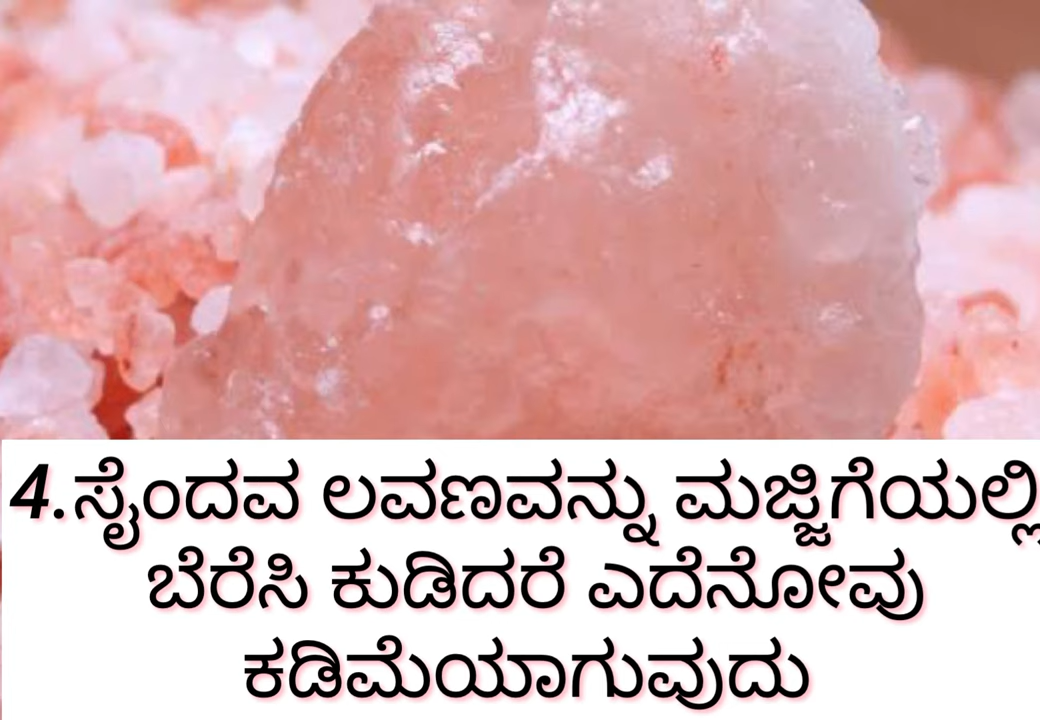 4.ಸೈಂದವ ಲವಣವನ್ನು ಮಜ್ಜಿಗೆಯಲ್ಲಿ
ಬೆರೆಸಿ ಕುಡಿದರೆ ಎದೆನೋವು
ಕಡಿಮೆಯಾಗುವುದು